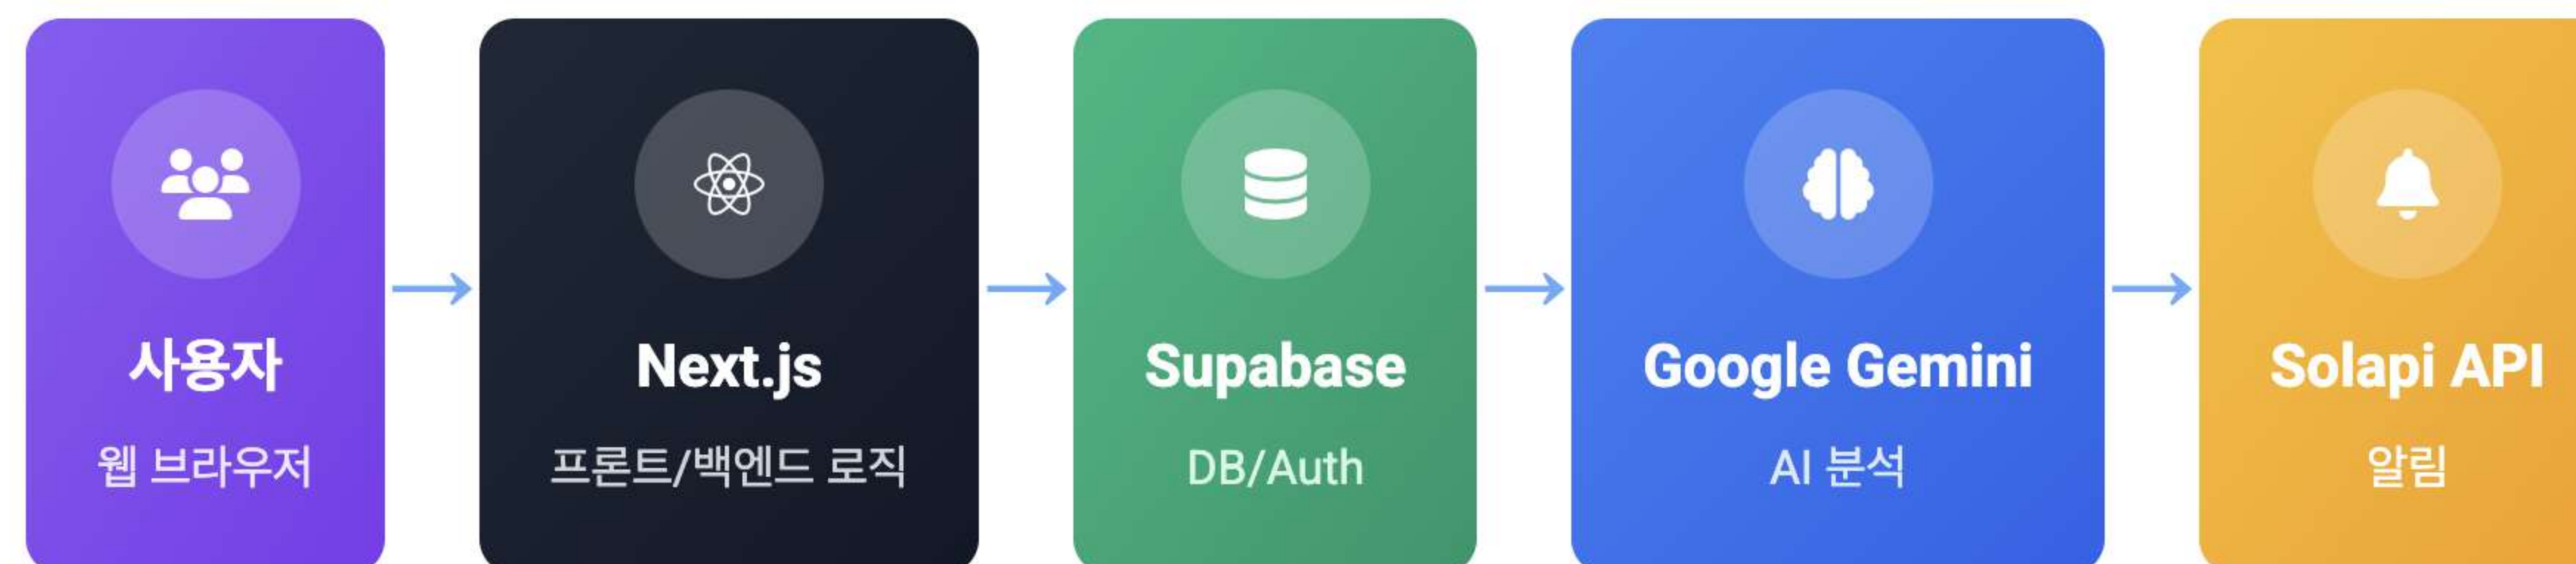 사용자
웹 브라우저
Next.js
프론트/백엔드 로직
Supabase
DB/Auth
Google Gemini
AI 분석
Solapi API
알림